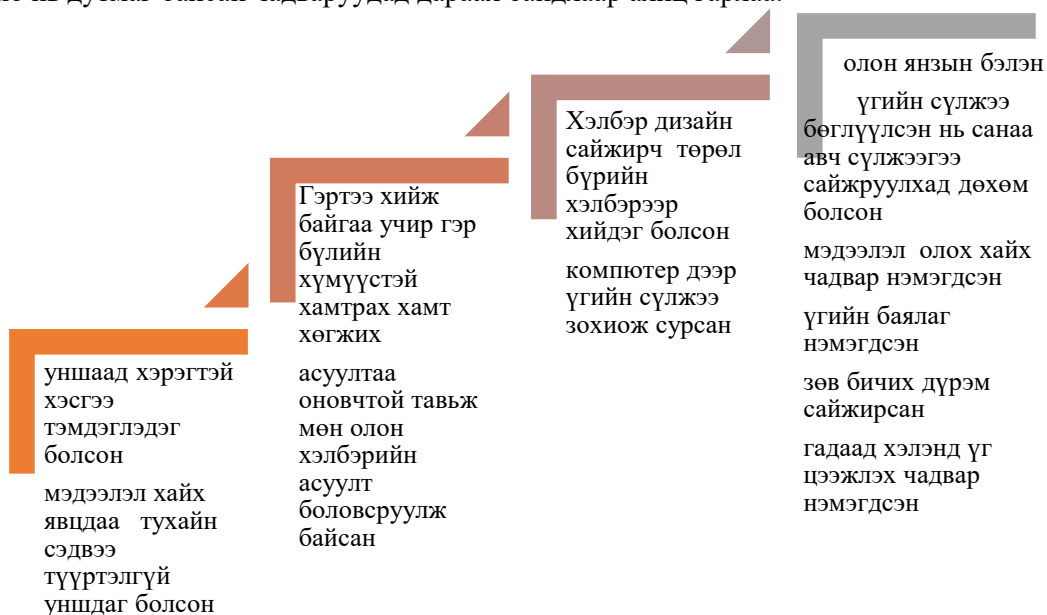 уншаад хэрэгтэй
хэсгээ
тэмдэглэдэг
болсон
мэдээлэл хайх
явцдаа тухайн
сэдвээ
түүртэлгүй
уншдаг болсон
Гэртээ хийж
байгаа учир гэр
бүлийн
хүмүүстэй
хамтрах хамт
хөгжих
асуултаа
оновчтой тавьж
мөн олон
хэлбэрийн
асуулт
боловсруулж
байсан
Хэлбэр дизайн
сайжирч төрөл
бүрийн
хэлбэрээр
хийдэг болсон
компютер дээр
үгийн сүлжээ
зохиож сурсан
олон янзын бэлэн
үгийн сүлжээ
бөглүүлсэн нь санаа
авч сүлжээгээ
сайжруулхад дөхөм
болсон
мэдээлэл олох хайх
чадвар нэмэгдсэн
үгийн баялаг
нэмэгдсэн
зөв бичих дүрэм
сайжирсан
гадаад хэлэнд үг
цээжлэх чадвар
нэмэгдсэн